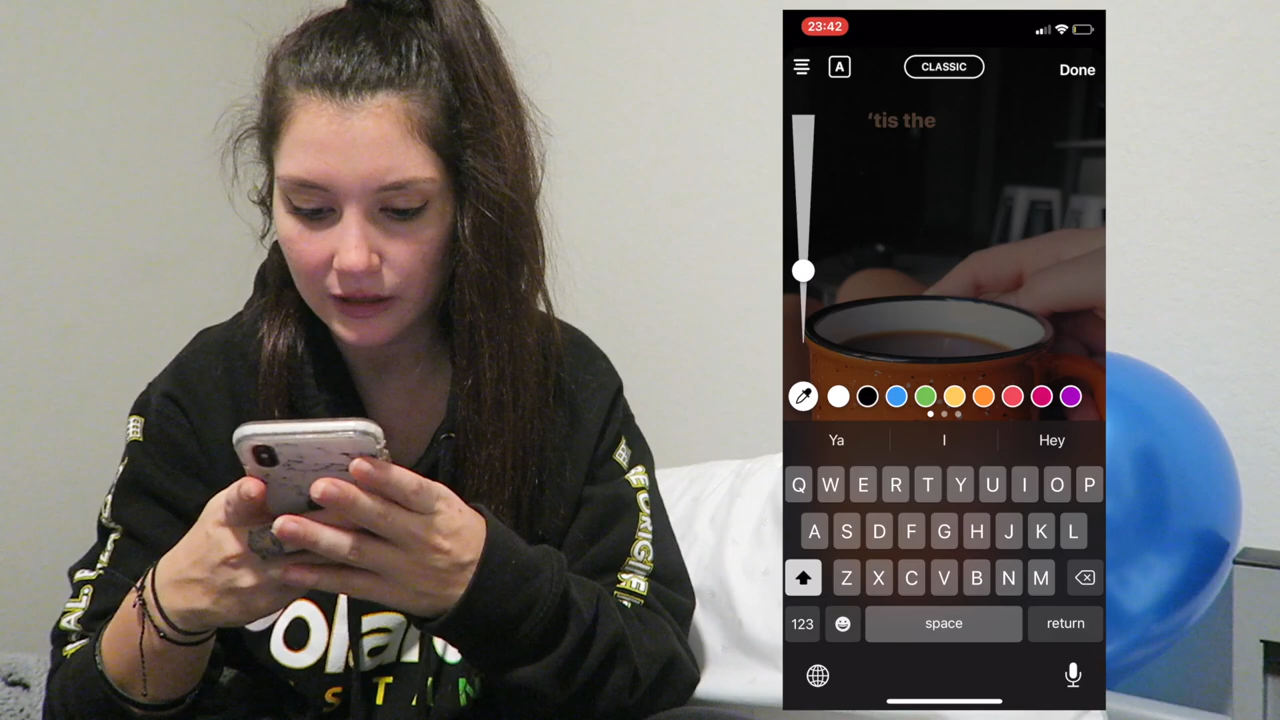 23:42
A
CLASSIC
Done
‘tis the
Ya
I
Hey
Q W E R T Y U I O P
A S D F G H J K L
Z X C V B N M
123
space
return